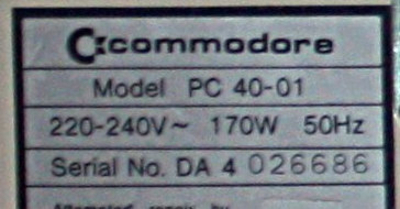 commodore
Model PC 40-01
220-240V~ 170W 50Hz
Serial No. DA 4 026686